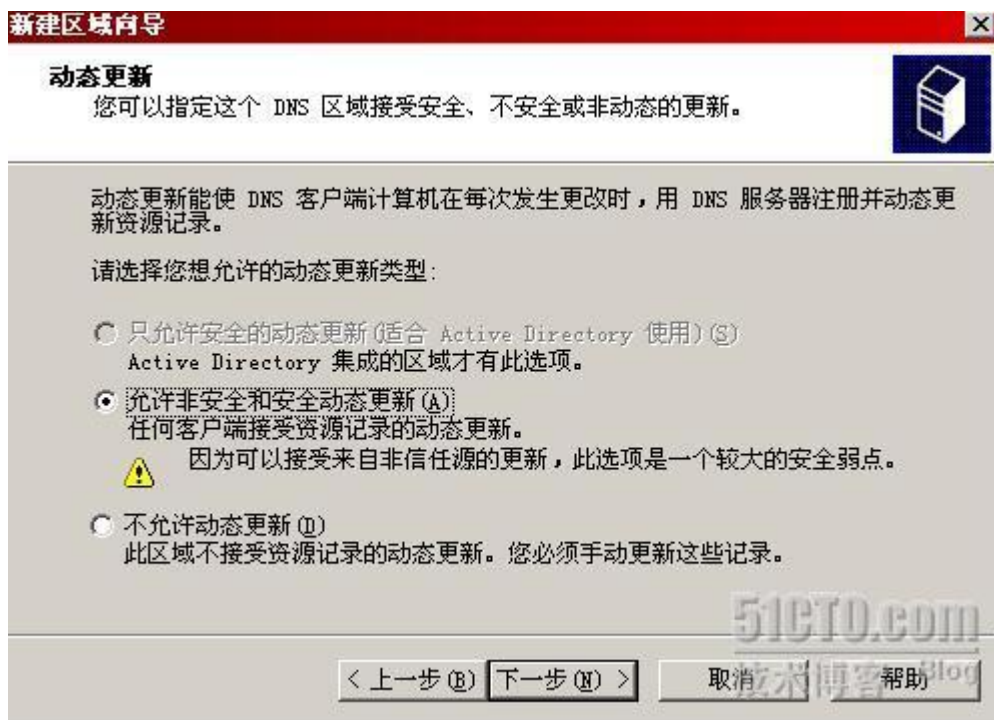 新建区域向导
动态更新
您可以指定这个 DNS 区域接受安全、不安全或非动态的更新。
动态更新能使 DNS 客户端计算机在每次发生更改时，用 DNS 服务器注册并动态更
新资源记录。
请选择您想允许的动态更新类型:
只允许安全的动态更新(适合 Active Directory 使用)(S)
Active Directory 集成的区域才有此选项。
允许非安全和安全动态更新(A)
任何客户端接受资源记录的动态更新。
因为可以接受来自非信任源的更新，此选项是一个较大的安全弱点。
不允许动态更新(D)
此区域不接受资源记录的动态更新。您必须手动更新这些记录。
51CTO.com
技术博客 Blog
< 上一步(B) 下一步(N) > 取消 帮助